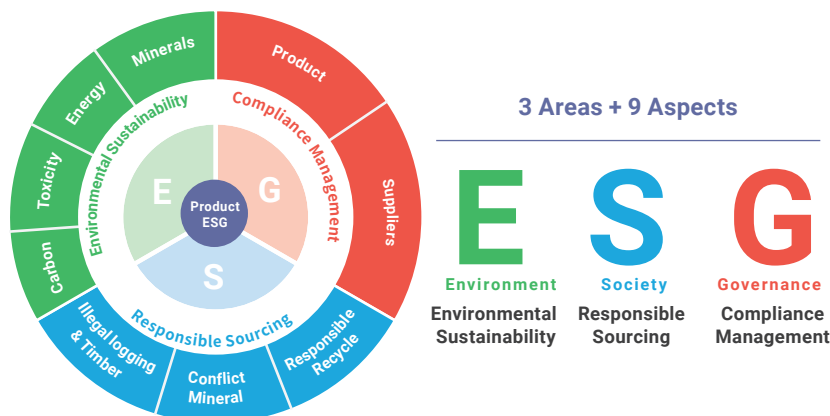 Minerals
Product
Energy
Suppliers
Toxicity
Carbon
Illegal logging
& Timber
Conflict
Mineral
Responsible
Recycle
Environmental Sustainability
Compliance Management
Responsible Sourcing
E
G
S
Product
ESG
3 Areas + 9 Aspects
E
S
G
Environment
Society
Governance
Environmental
Sustainability
Responsible
Sourcing
Compliance
Management